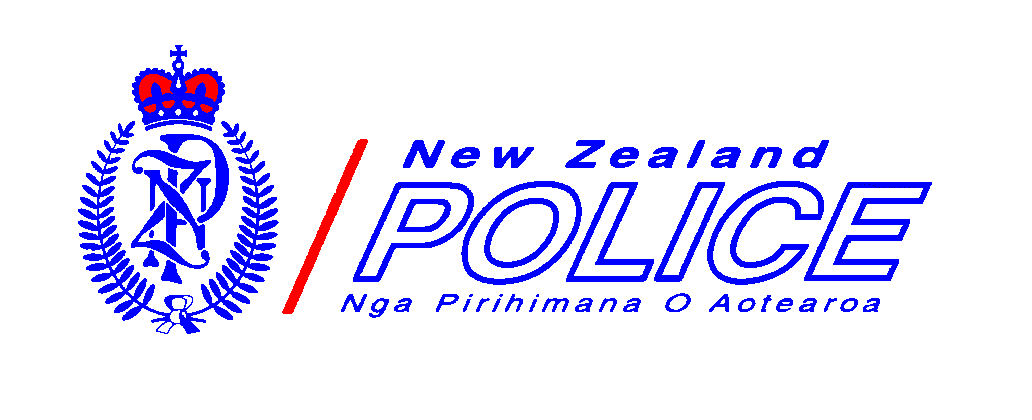 New Zealand
POLICE
Nga Pirihimana O Aotearoa